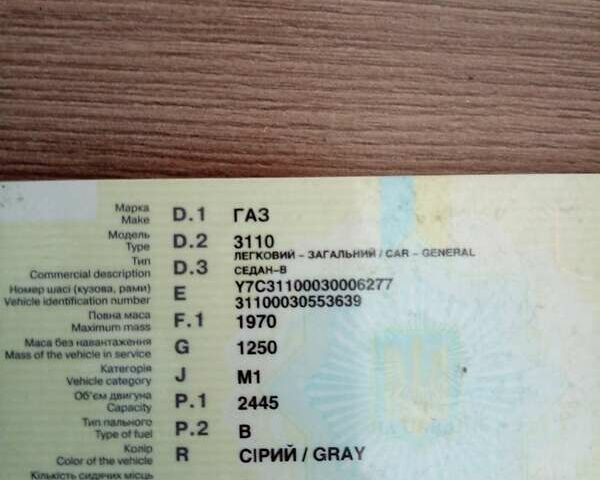 Марка
Make D.1 ГАЗ
Модель
Type D.2 3110
Тип ЛЕГКОВИЙ - ЗАГАЛЬНИЙ / CAR - GENERAL
Commercial description D.3 СЕДАН-В
Номер шасі (кузова, рами) E Y7C31100030006277
Vehicle identification number 31100030553639
Повна маса
Maximum mass F.1 1970
Маса без навантаження
Mass of the vehicle in service G 1250
Категорія
Vehicle category J M1
Об'єм двигуна
Capacity P.1 2445
Тип пального
Type of fuel P.2 B
Колір
Color of the vehicle R СІРИЙ / GRAY
Кількість сидячих місць